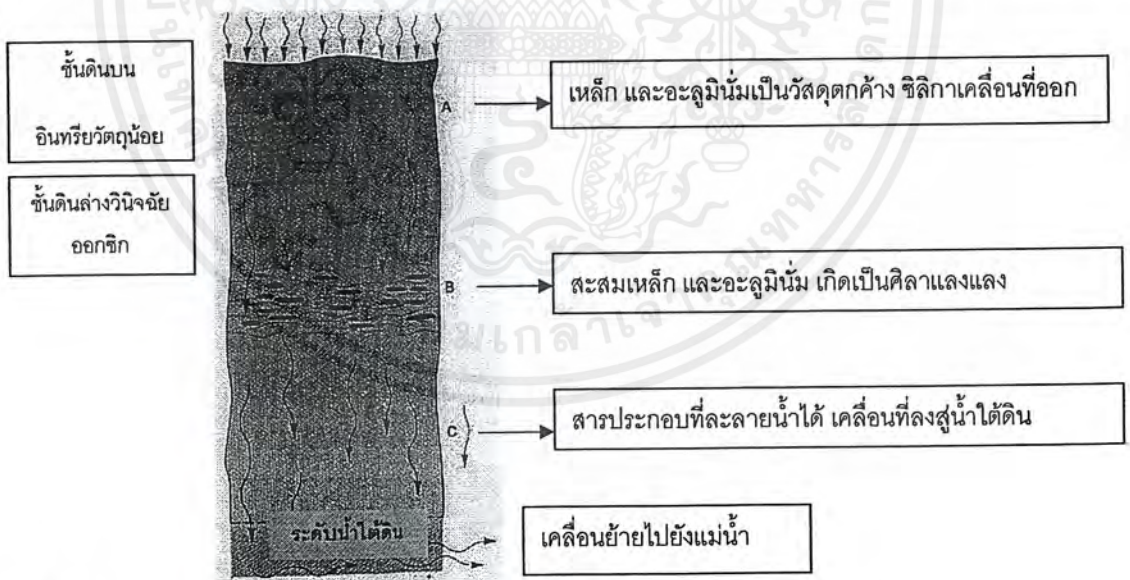 ชั้นดินบน
อินทรียวัตถุน้อย
ชั้นดินล่างวินิจฉัย
ออกซิก
A
เหล็ก และอะลูมินั่มเป็นวัสดุตกค้าง ซิลิกาเคลื่อนที่ออก
B
สะสมเหล็ก และอะลูมินั่ม เกิดเป็นศิลาแลงแลง
C
สารประกอบที่ละลายน้ำได้ เคลื่อนที่ลงสู่น้ำใต้ดิน
ระดับน้ำใต้ดิน
เคลื่อนย้ายไปยังแม่น้ำ